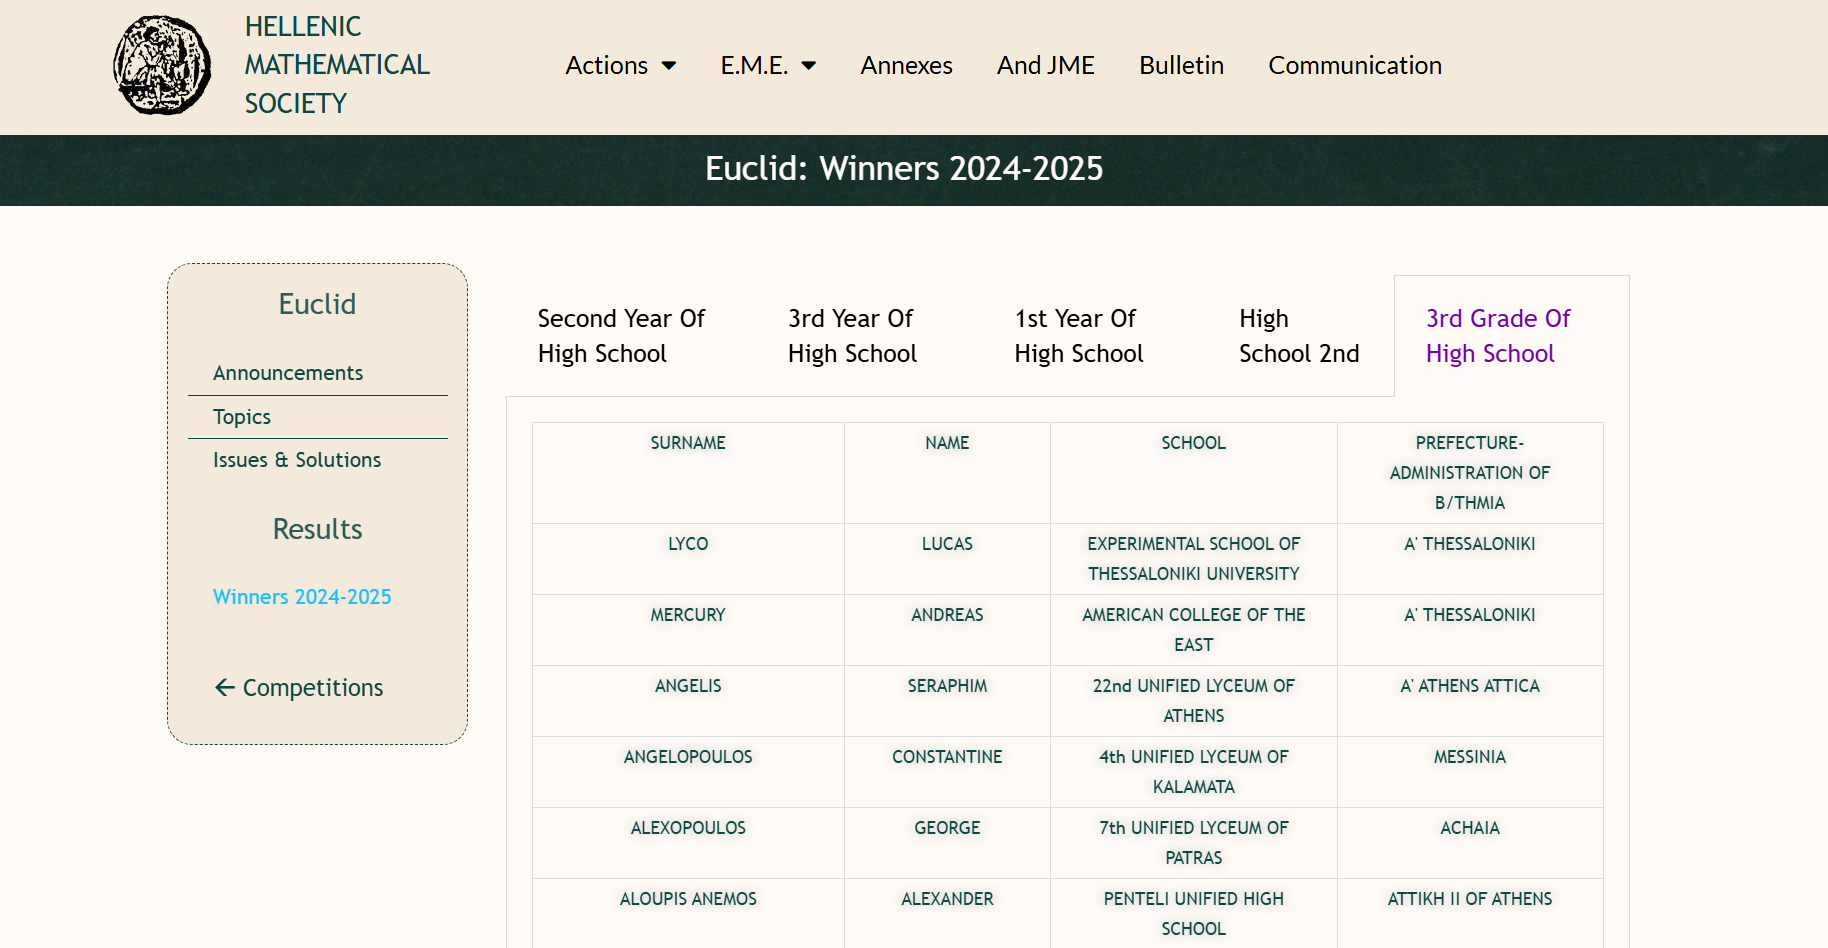 HELLENIC
MATHEMATICAL
SOCIETY
Actions
E.M.E.
Annexes
And JME
Bulletin
Communication
Euclid: Winners 2024-2025
Euclid
Announcements
Topics
Issues & Solutions
Results
Winners 2024-2025
← Competitions
Second Year Of
High School
3rd Year Of
High School
1st Year Of
High School
High
School 2nd
3rd Grade Of
High School
SURNAME
NAME
SCHOOL
PREFECTURE-
ADMINISTRATION OF
B/THMIA
LYCO
LUCAS
EXPERIMENTAL SCHOOL OF
THESSALONIKI UNIVERSITY
A' THESSALONIKI
MERCURY
ANDREAS
AMERICAN COLLEGE OF THE
EAST
A' THESSALONIKI
ANGELIS
SERAPHIM
22nd UNIFIED LYCEUM OF
ATHENS
A' ATHENS ATTICA
ANGELOPOULOS
CONSTANTINE
4th UNIFIED LYCEUM OF
KALAMATA
MESSINIA
ALEXOPOULOS
GEORGE
7th UNIFIED LYCEUM OF
PATRAS
ACHAIA
ALOUPIS ANEMOS
ALEXANDER
PENTELI UNIFIED HIGH
SCHOOL
ATTIKH II OF ATHENS